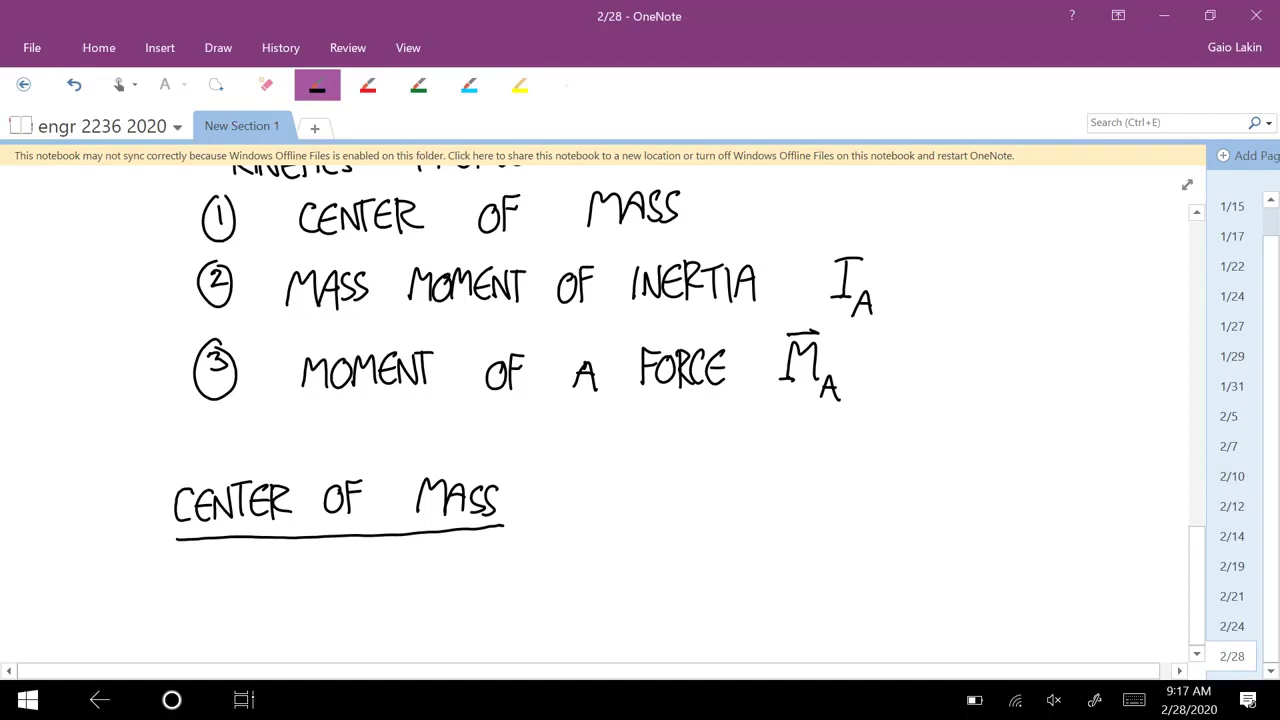 2/28 - OneNote
?
File Home Insert Draw History Review View
Gaio Lakin
A
engr 2236 2020
New Section 1
+
Search (Ctrl+E)
This notebook may not sync correctly because Windows Offline Files is enabled on this folder. Click here to share this notebook to a new location or turn off Windows Offline Files on this notebook and restart OneNote.
Add Pag
KINETICS
① CENTER OF MASS
② MASS MOMENT OF INERTIA I_A
③ MOMENT OF A FORCE M⃗_A
CENTER OF MASS
1/15
1/17
1/22
1/24
1/27
1/29
1/31
2/5
2/7
2/10
2/12
2/14
2/19
2/21
2/24
2/28
9:17 AM
2/28/2020